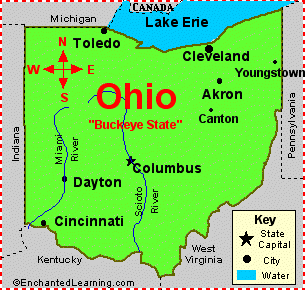 CANADA
Michigan
Lake Erie
Toledo
Cleveland
N
W E
S
Youngstown
Akron
Ohio
"Buckeye State"
Canton
Pennsylvania
Indiana
Miami
River
Columbus
Dayton
Scioto
River
Cincinnati
Kentucky
West
Virginia
Key
State
Capital
City
Water
©EnchantedLearning.com